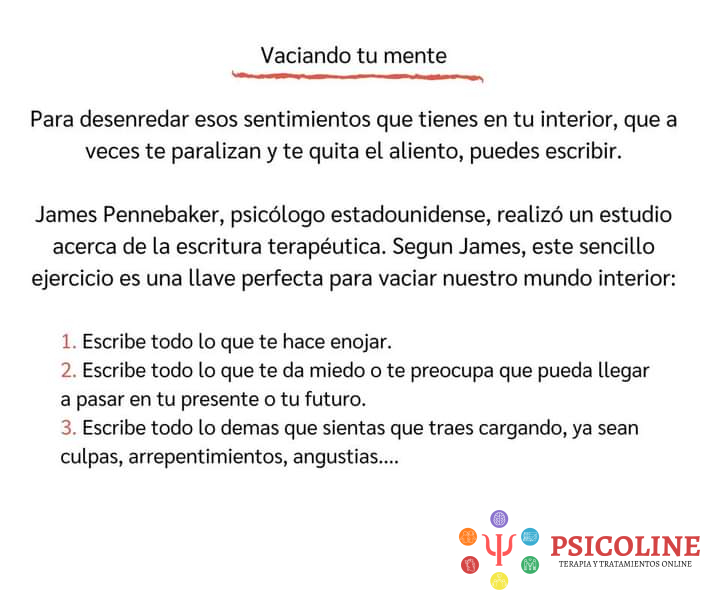 Vaciando tu mente
Para desenredar esos sentimientos que tienes en tu interior, que a
veces te paralizan y te quita el aliento, puedes escribir.
James Pennebaker, psicólogo estadounidense, realizó un estudio
acerca de la escritura terapéutica. Segun James, este sencillo
ejercicio es una llave perfecta para vaciar nuestro mundo interior:
1. Escribe todo lo que te hace enojar.
2. Escribe todo lo que te da miedo o te preocupa que pueda llegar
a pasar en tu presente o tu futuro.
3. Escribe todo lo demas que sientas que traes cargando, ya sean
culpas, arrepentimientos, angustias....
PSICOLINE
TERAPIA Y TRATAMIENTOS ONLINE